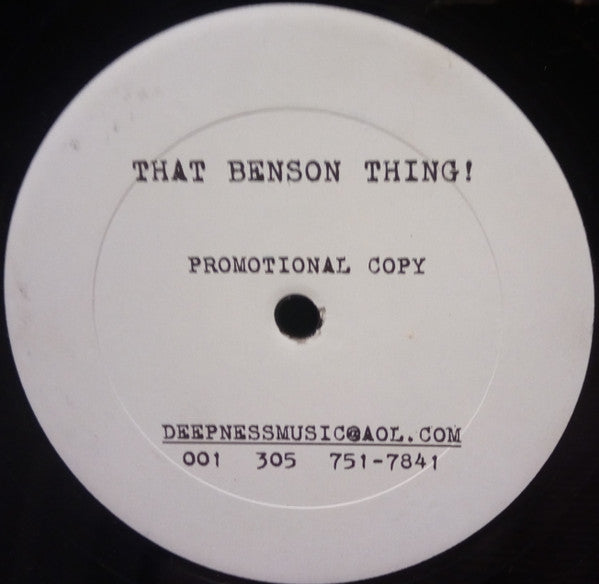 THAT BENSON THING!
PROMOTIONAL COPY
DEEPNESSMUSIC@AOL.COM
001 305 751-7841